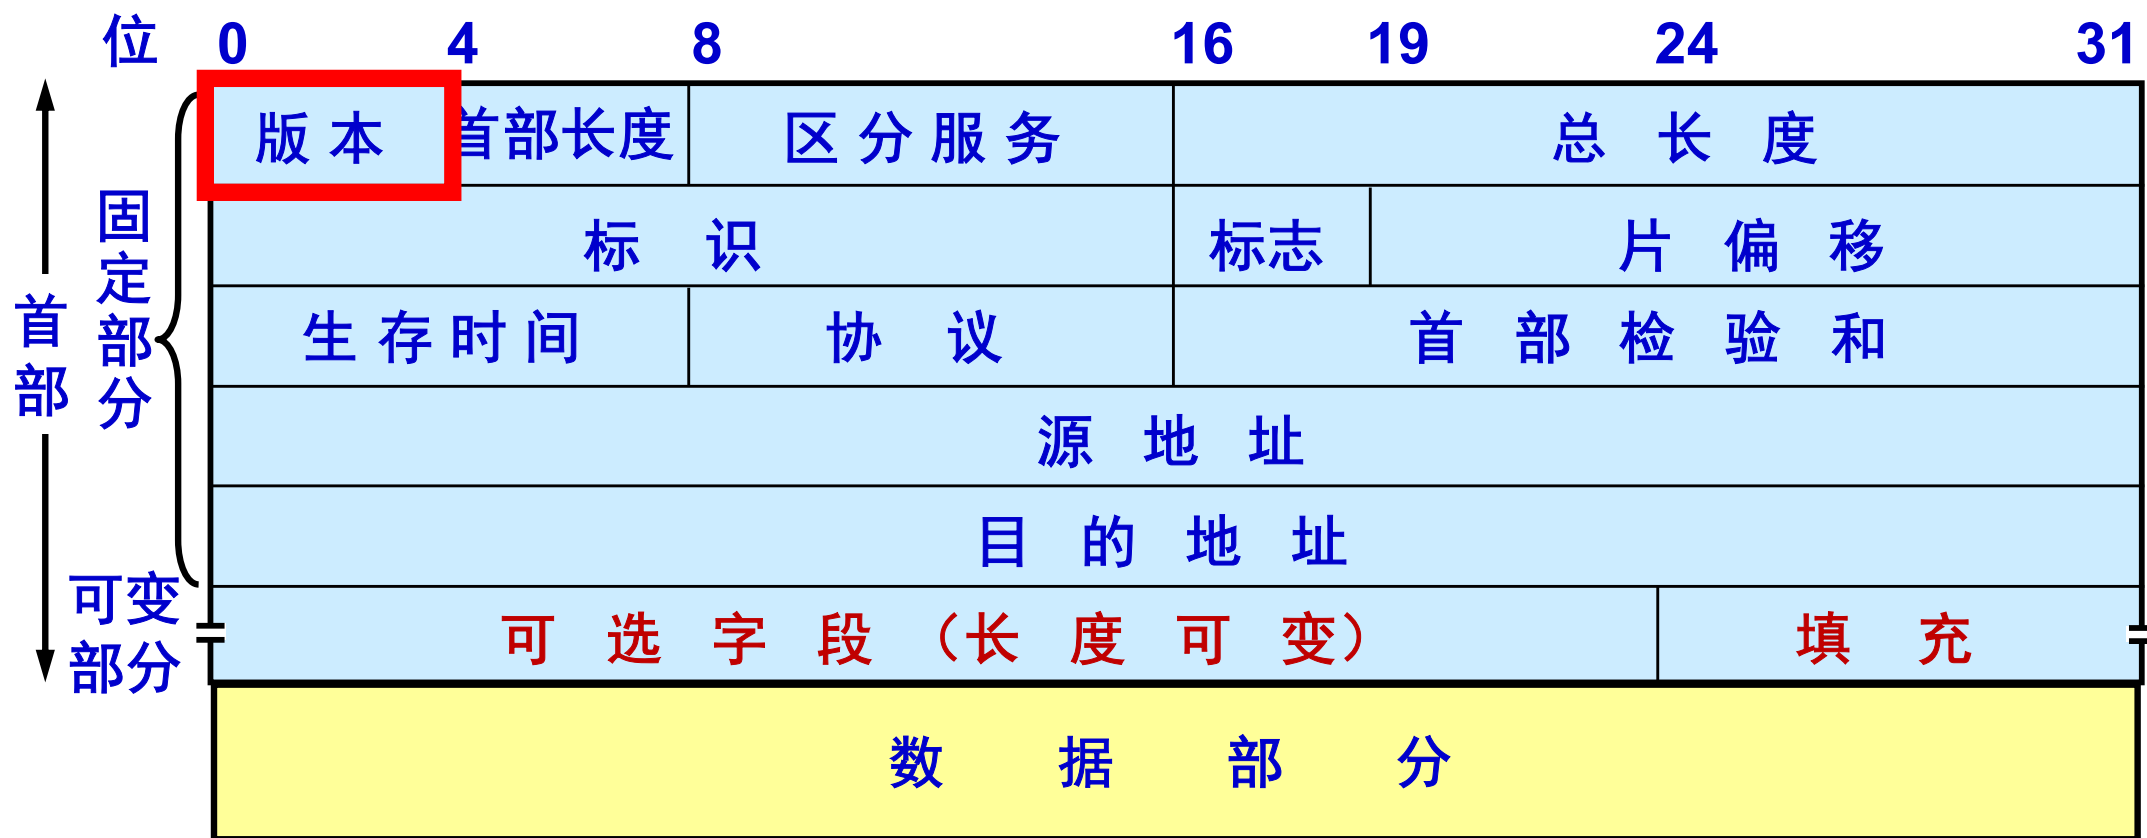 位 0 4 8 16 19 24 31
版本 首部长度 区分服务 总长度
标识 标志 片偏移
生存时间 协议 首部检验和
源地址
目的地址
可选字段（长度可变） 填充
数据部分
首部
固定部分
可变
部分